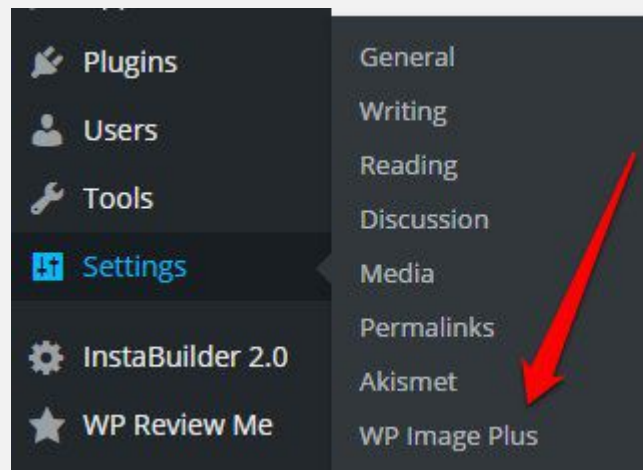 Plugins
Users
Tools
Settings
InstaBuilder 2.0
WP Review Me
General
Writing
Reading
Discussion
Media
Permalinks
Akismet
WP Image Plus